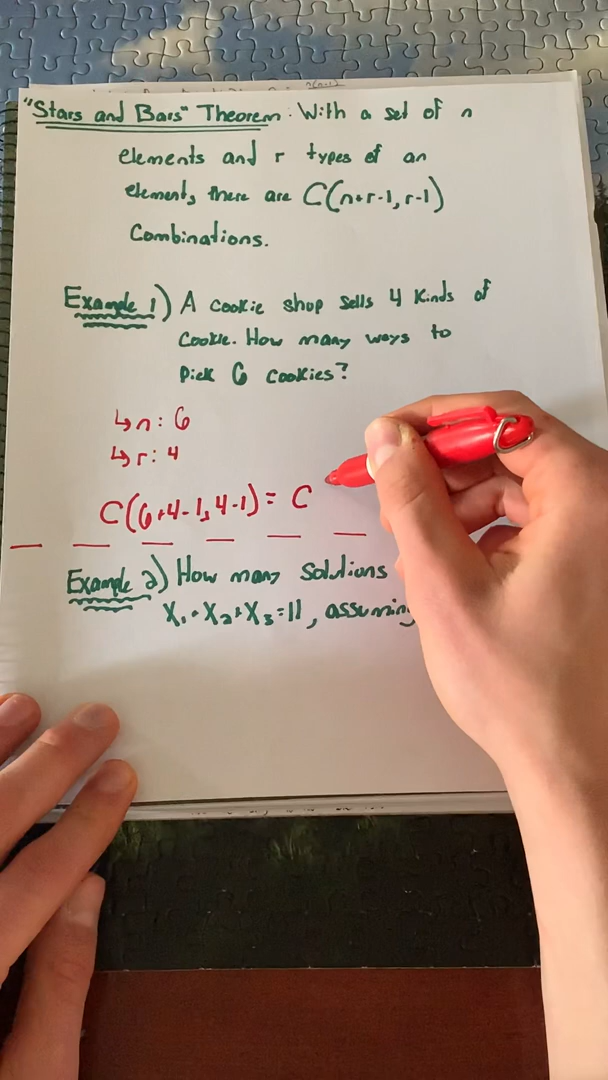 "Stars and Bars" Theorem: With a set of n
elements and r types of an
element, there are C(n+r-1, r-1)
Combinations.
Example 1) A cookie shop sells 4 kinds of
cookie. How many ways to
pick 6 cookies?
↳n: 6
↳r: 4
C(6+4-1, 4-1) = C
Example 2) How many solutions
X₁+X₂+X₃=11, assuming